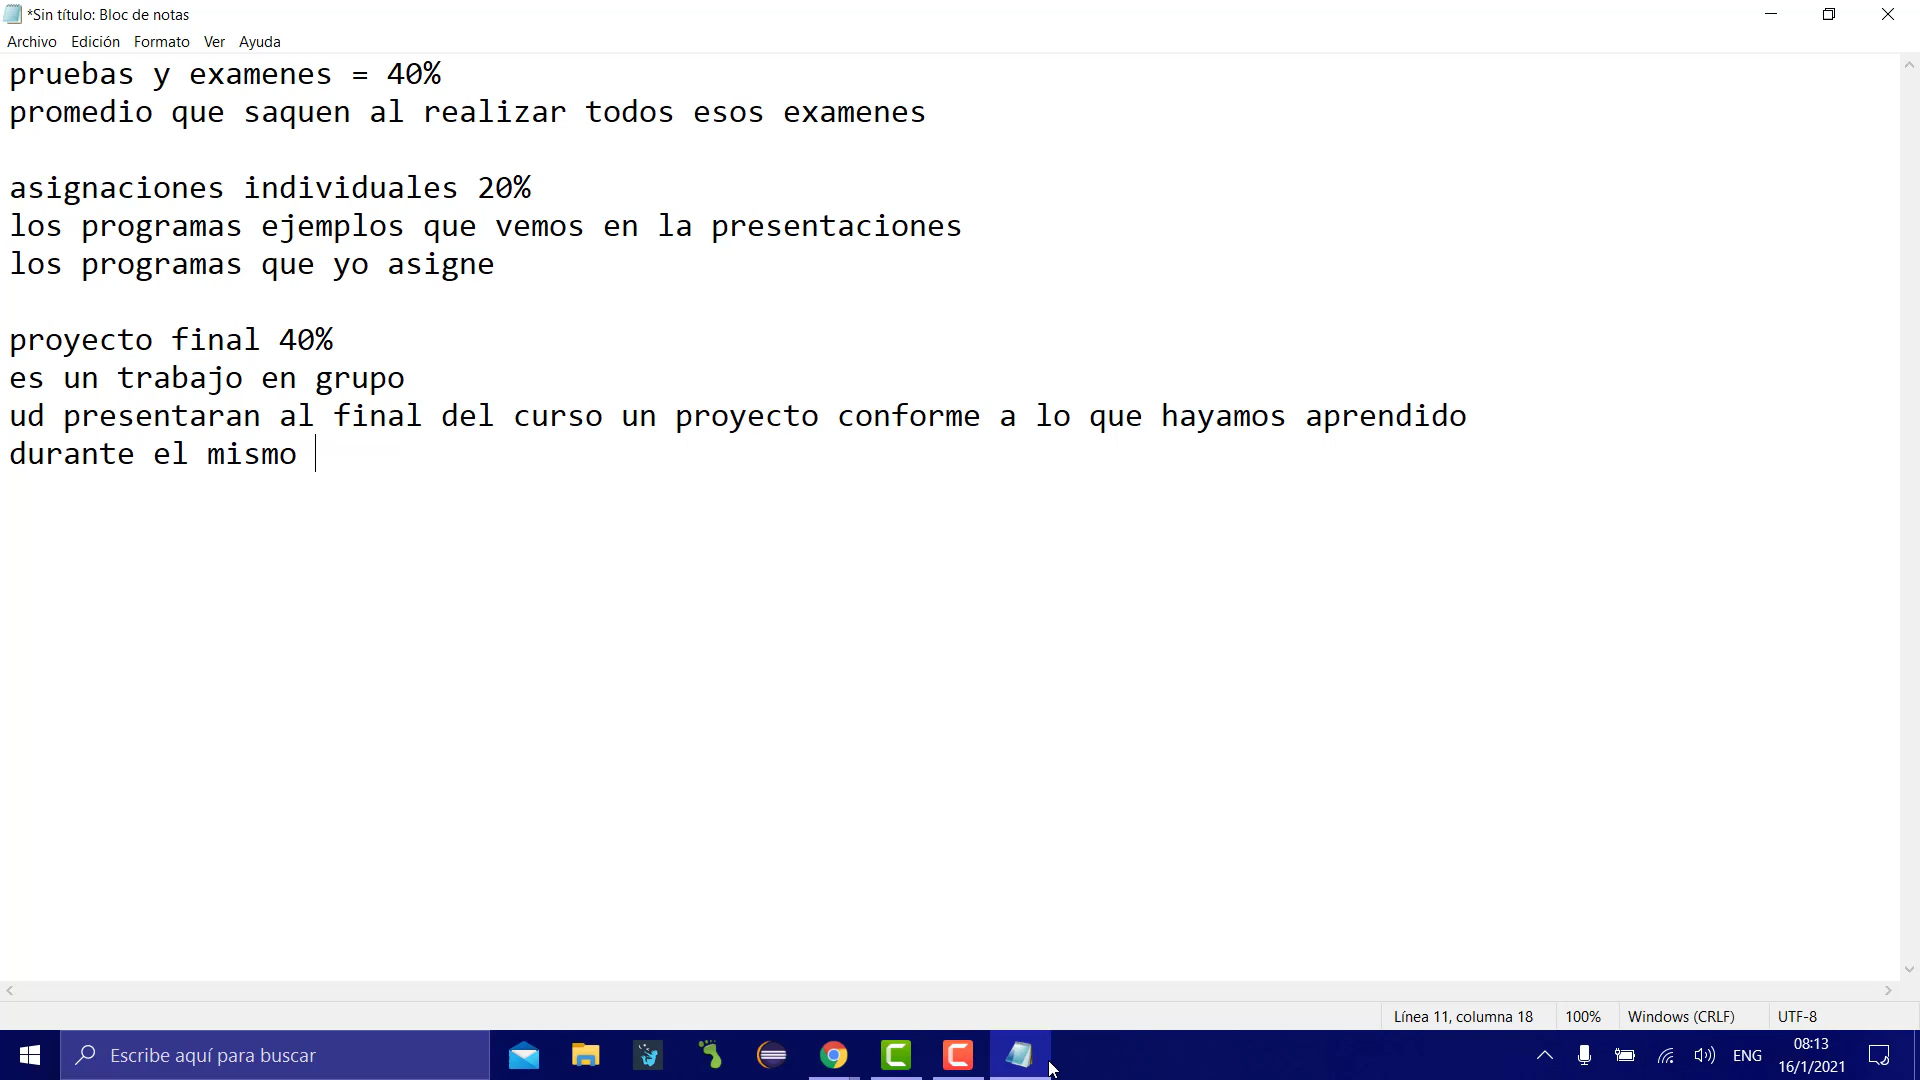 *Sin título: Bloc de notas
Archivo Edición Formato Ver Ayuda
pruebas y examenes = 40%
promedio que saquen al realizar todos esos examenes
asignaciones individuales 20%
los programas ejemplos que vemos en la presentaciones
los programas que yo asigne
proyecto final 40%
es un trabajo en grupo
ud presentaran al final del curso un proyecto conforme a lo que hayamos aprendido
durante el mismo
Línea 11, columna 18 100% Windows (CRLF) UTF-8
Escribe aquí para buscar
ENG
08:13
16/1/2021